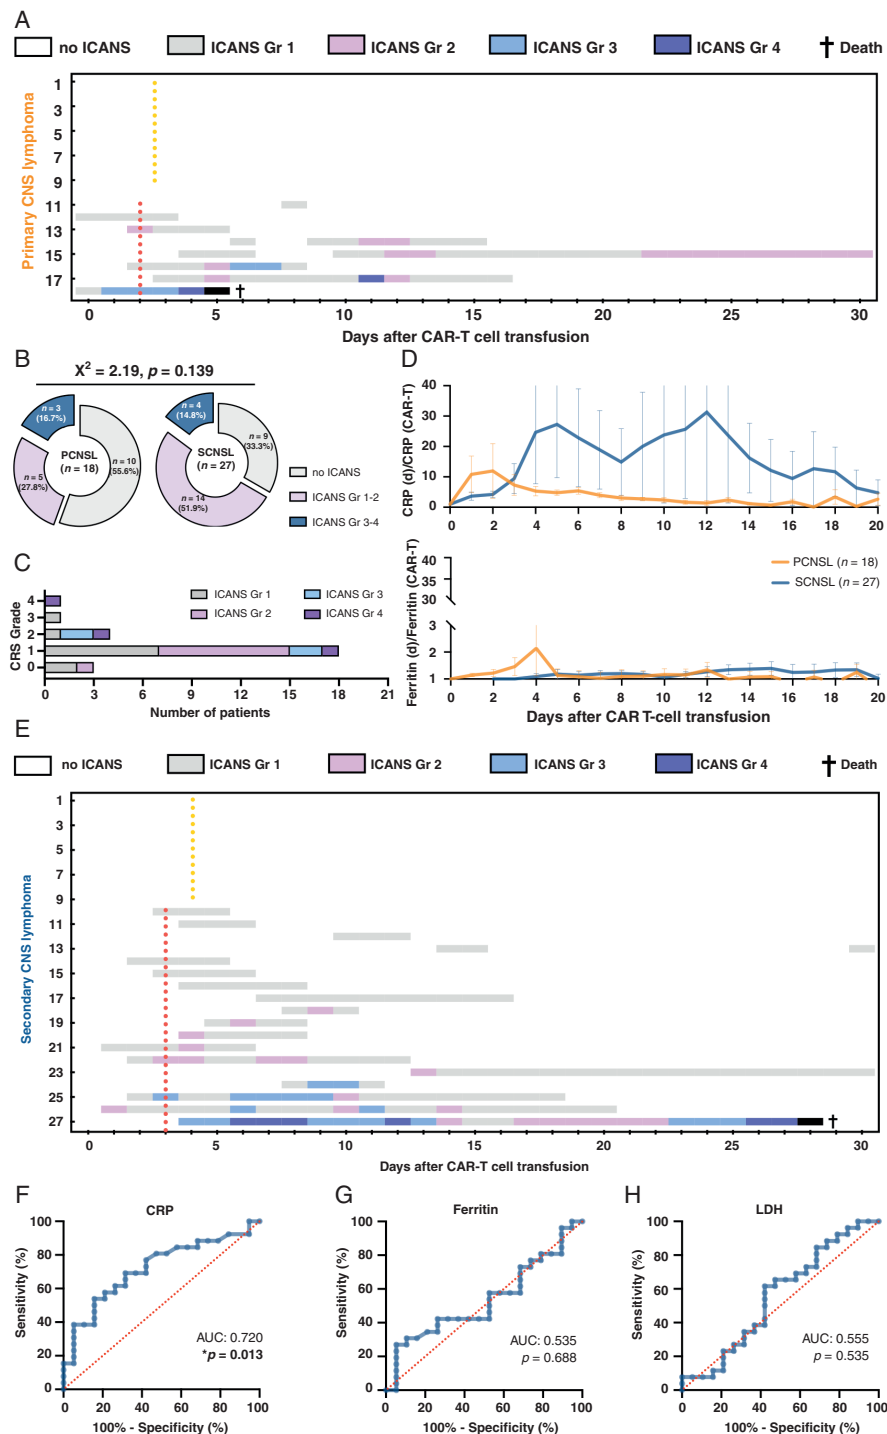 A
no ICANS ICANS Gr 1 ICANS Gr 2 ICANS Gr 3 ICANS Gr 4 † Death
Primary CNS lymphoma
1
3
5
7
9
11
13
15
17
†
0 5 10 15 20 25 30
Days after CAR-T cell transfusion
B
X² = 2.19, p = 0.139
n = 3
(16.7%)
PCNSL
(n = 18)
n = 10
(55.6%)
n = 5
(27.8%)
n = 4
(14.8%)
SCNSL
(n = 27)
n = 9
(33.3%)
n = 14
(51.9%)
no ICANS
ICANS Gr 1-2
ICANS Gr 3-4
C
CRS Grade
4
3
2
1
0
ICANS Gr 1 ICANS Gr 3
ICANS Gr 2 ICANS Gr 4
0 3 6 9 12 15 18 21
Number of patients
D
CRP (d)/CRP (CAR-T)
40
30
20
10
0
0 2 4 6 8 10 12 14 16 18 20
Ferritin (d)/Ferritin (CAR-T)
40
35
30
3
2
1
PCNSL (n = 18)
SCNSL (n = 27)
0 2 4 6 8 10 12 14 16 18 20
Days after CAR T-cell transfusion
E
no ICANS ICANS Gr 1 ICANS Gr 2 ICANS Gr 3 ICANS Gr 4 † Death
Secondary CNS lymphoma
1
3
5
7
9
11
13
15
17
19
21
23
25
27
†
0 5 10 15 20 25 30
Days after CAR-T cell transfusion
F
CRP
Sensitivity (%)
100
80
60
40
20
0
AUC: 0.720
*p = 0.013
0 20 40 60 80 100
100% - Specificity (%)
G
Ferritin
Sensitivity (%)
100
80
60
40
20
0
AUC: 0.535
p = 0.688
0 20 40 60 80 100
100% - Specificity (%)
H
LDH
Sensitivity (%)
100
80
60
40
20
0
AUC: 0.555
p = 0.535
0 20 40 60 80 100
100% - Specificity (%)